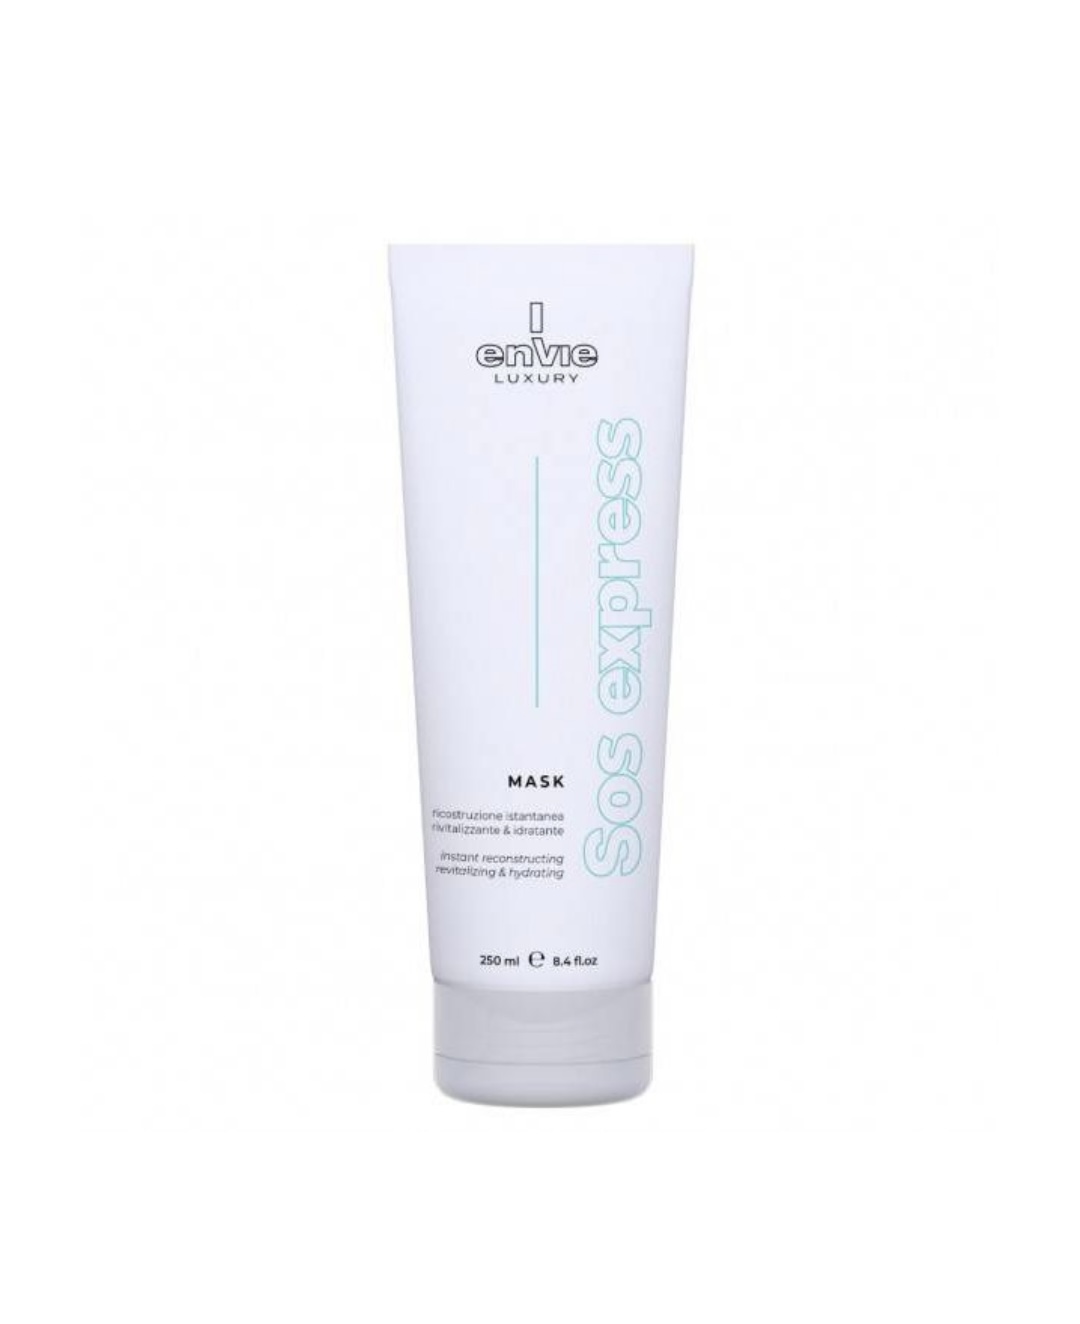 envie
LUXURY
Sos express
MASK
ricostruzione istantanea
rivitalizzante & idratante
instant reconstructing
revitalizing & hydrating
250 ml ℮ 8.4 fl.oz